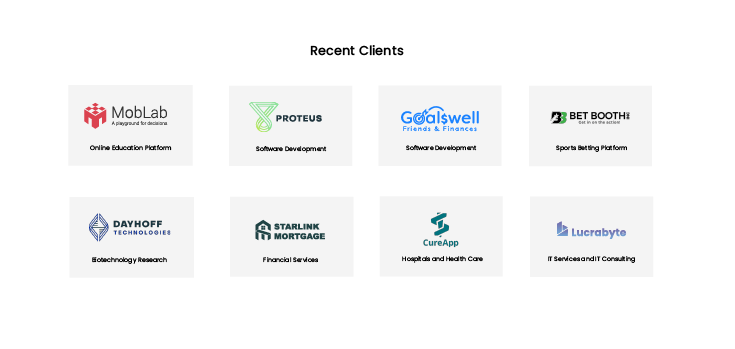 Recent Clients
MobLab
A playground for decisions
Online Education Platform
PROTEUS
Software Development
Goal$well
Friends & Finances
Software Development
BET BOOTH
Get in on the action
Sports Betting Platform
DAYHOFF
TECHNOLOGIES
Biotechnology Research
STARLINK
MORTGAGE
Financial Services
CureApp
Hospitals and Health Care
Lucrabyte
IT Services and IT Consulting